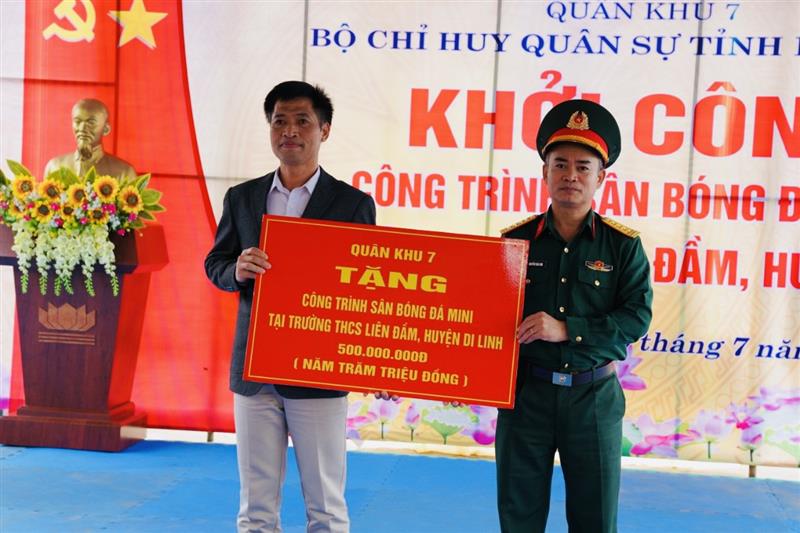 QUÂN KHU 7
BỘ CHỈ HUY QUÂN SỰ TỈNH
KHỞI CÔN
CÔNG TRÌNH SÂN BÓNG Đ
ĐẦM, HU
tháng 7 nă
QUÂN KHU 7
TẶNG
CÔNG TRÌNH SÂN BÓNG ĐÁ MINI
TẠI TRƯỜNG THCS LIÊN ĐẦM, HUYỆN DI LINH
500.000.000Đ
( NĂM TRĂM TRIỆU ĐỒNG )